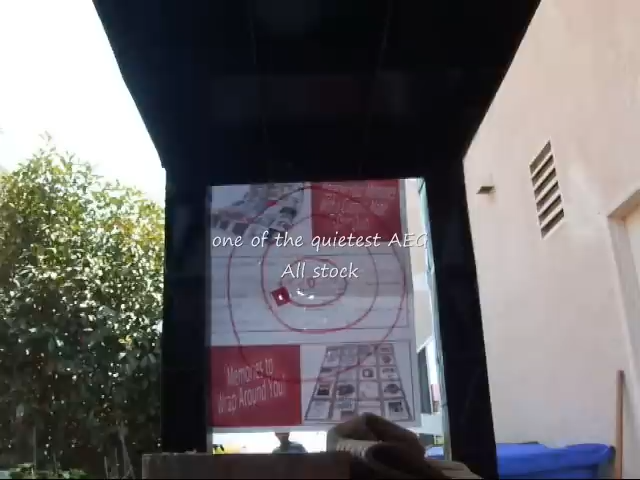 one of the quietest AEG
All stock
Memories to
Wrap Around You!